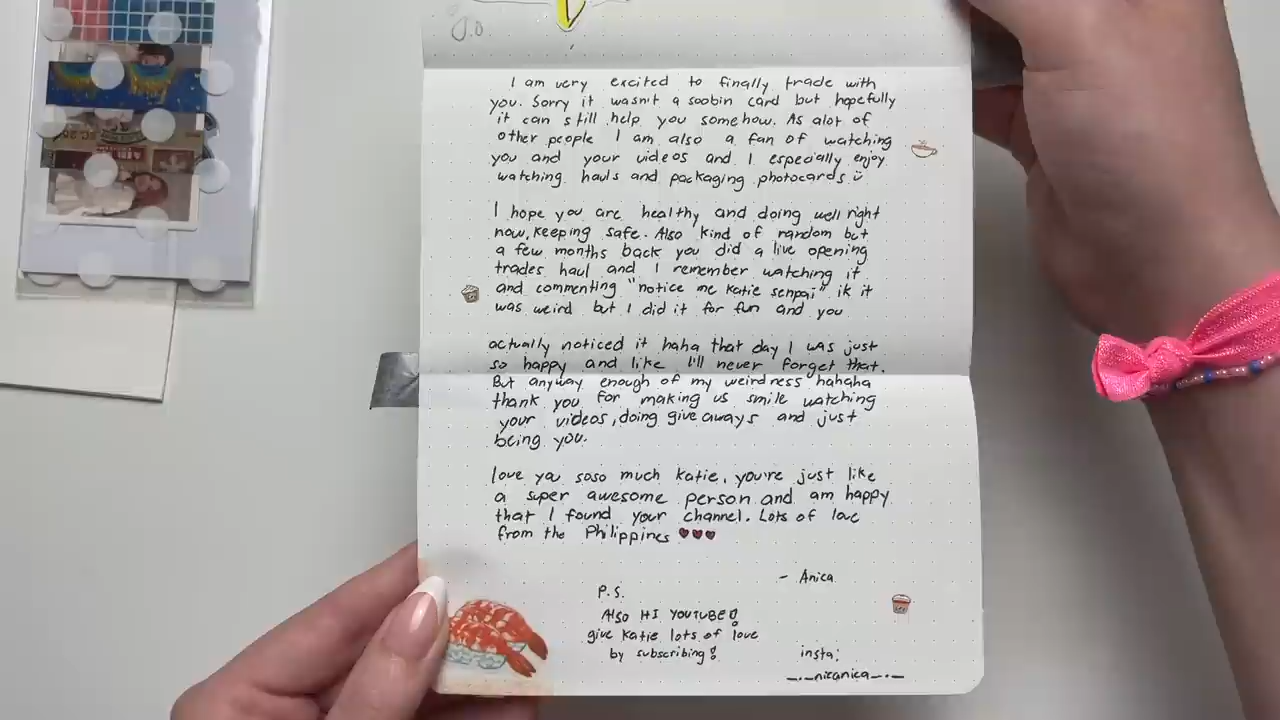 I am very excited to finally trade with
you. Sorry it wasn't a soobin card but hopefully
it can still help you somehow. As alot of
other people I am also a fan of watching
you and your videos and I especially enjoy
watching hauls and packaging photocards ü
I hope you are healthy and doing well right
now, keeping safe. Also kind of random but
a few months back you did a live opening
trades haul and I remember watching it
and commenting "notice me Katie senpai" ik it
was weird but I did it for fun and you
actually noticed it haha that day I was just
so happy and like I'll never forget that.
But anyway enough of my weirdness hahaha
thank you for making us smile watching
your videos, doing giveaways and just
being you.
love ya soso much Katie, you're just like
a super awesome person and am happy
that I found your channel. Lots of love
from the Philippines ♥♥♥
- Anica
P.S.
Also HI YOUTUBE!
give Katie lots of love
by subscribing!
insta:
_._nicanica_._